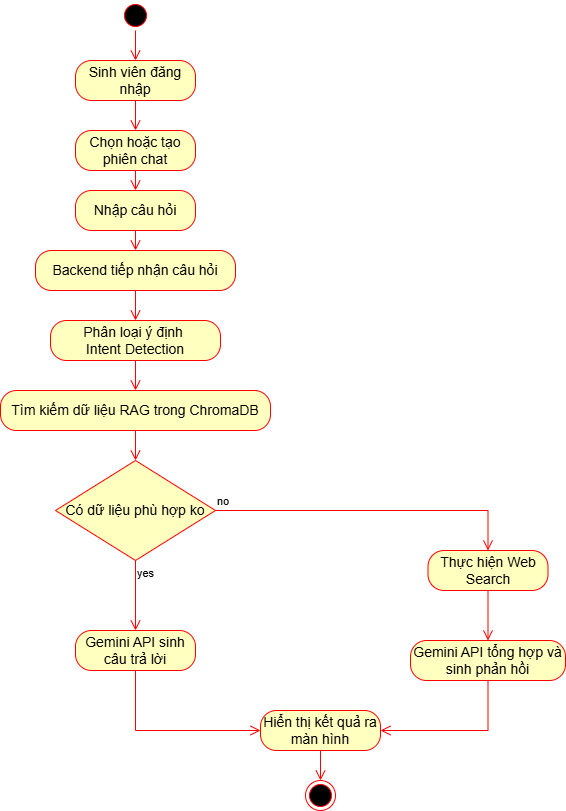 Sinh viên đăng
nhập
Chọn hoặc tạo
phiên chat
Nhập câu hỏi
Backend tiếp nhận câu hỏi
Phân loại ý định
Intent Detection
Tìm kiếm dữ liệu RAG trong ChromaDB
Có dữ liệu phù hợp ko
no
yes
Thực hiện Web
Search
Gemini API sinh
câu trả lời
Gemini API tổng hợp và
sinh phản hồi
Hiển thị kết quả ra
màn hình